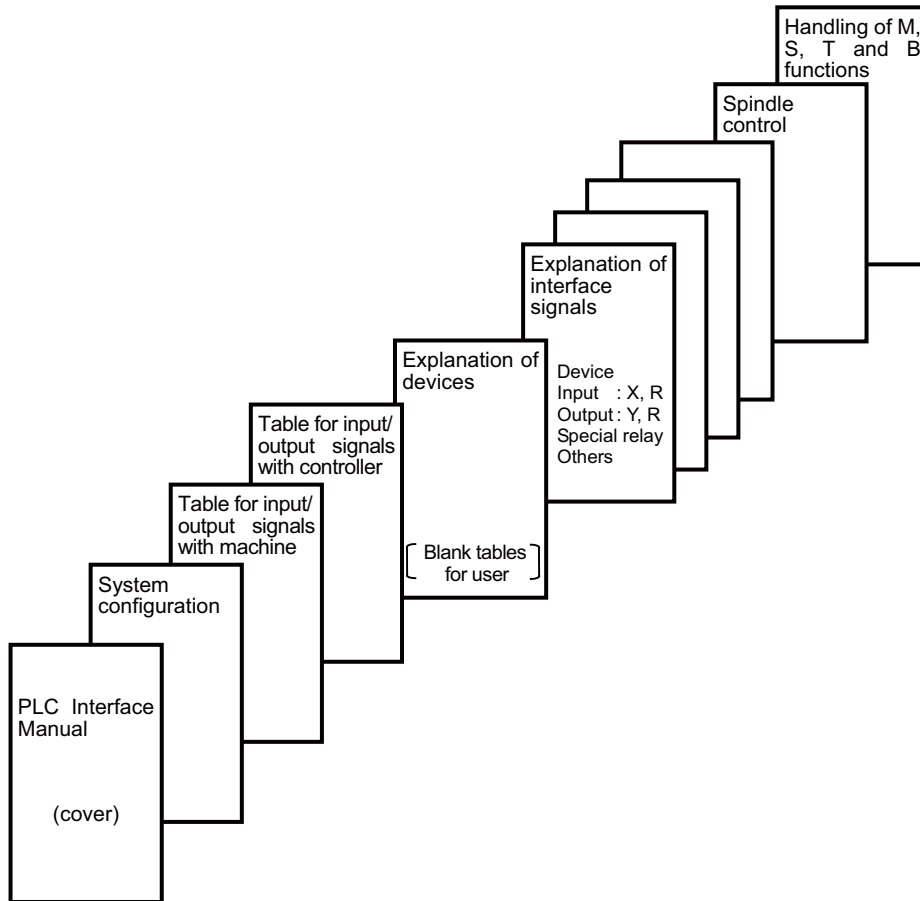 Handling of M,
S, T and B
functions
Spindle
control
Explanation of
interface
signals
Device
Input : X, R
Output : Y, R
Special relay
Others
Explanation of
devices
Blank tables
for user
Table for input/
output signals
with controller
Table for input/
output signals
with machine
System
configuration
PLC Interface
Manual
(cover)